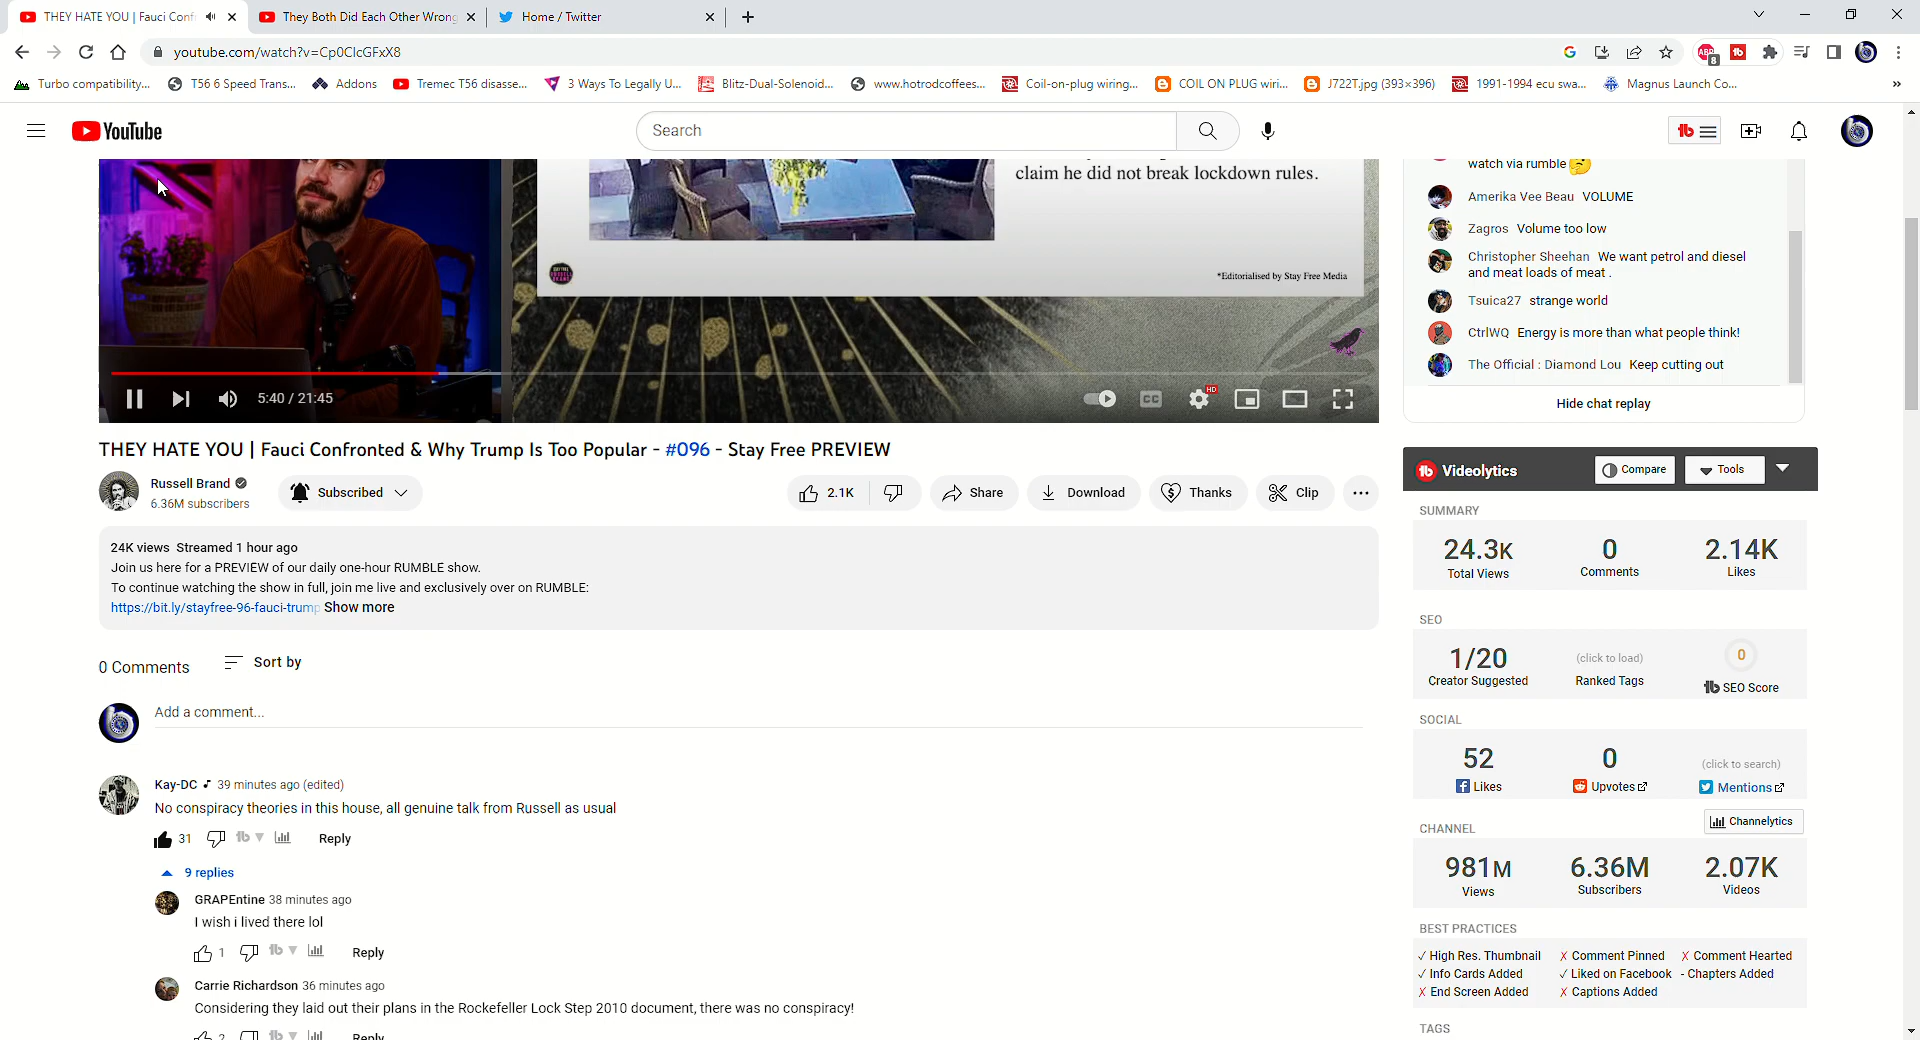 THEY HATE YOU | Fauci Conf
They Both Did Each Other Wrong
Home / Twitter
youtube.com/watch?v=Cp0ClcGFxX8
Turbo compatibility...
T56 6 Speed Trans...
Addons
Tremec T56 disasse...
3 Ways To Legally U...
Blitz-Dual-Solenoid...
www.hotrodcoffees...
Coil-on-plug wiring...
COIL ON PLUG wiri...
J722T.jpg (393×396)
1991-1994 ecu swa...
Magnus Launch Co...
YouTube
Search
claim he did not break lockdown rules.
*Editorialised by Stay Free Media
5:40 / 21:45
CC
HD
watch via rumble
Amerika Vee Beau VOLUME
Zagros Volume too low
Christopher Sheehan We want petrol and diesel
and meat loads of meat .
Tsuica27 strange world
CtrlWQ Energy is more than what people think!
The Official : Diamond Lou Keep cutting out
Hide chat replay
THEY HATE YOU | Fauci Confronted & Why Trump Is Too Popular - #096 - Stay Free PREVIEW
Russell Brand
6.36M subscribers
Subscribed
2.1K
Share
Download
Thanks
Clip
24K views Streamed 1 hour ago
Join us here for a PREVIEW of our daily one-hour RUMBLE show.
To continue watching the show in full, join me live and exclusively over on RUMBLE:
https://bit.ly/stayfree-96-fauci-trump Show more
0 Comments
Sort by
Add a comment...
Kay-DC 39 minutes ago (edited)
No conspiracy theories in this house, all genuine talk from Russell as usual
31
Reply
9 replies
GRAPEntine 38 minutes ago
I wish i lived there lol
1
Reply
Carrie Richardson 36 minutes ago
Considering they laid out their plans in the Rockefeller Lock Step 2010 document, there was no conspiracy!
2
Reply
Videolytics
Compare
Tools
SUMMARY
24.3K
0
2.14K
Total Views
Comments
Likes
SEO
1/20
(click to load)
0
Creator Suggested
Ranked Tags
SEO Score
SOCIAL
52
0
(click to search)
Likes
Upvotes
Mentions
CHANNEL
Channelytics
981M
6.36M
2.07K
Views
Subscribers
Videos
BEST PRACTICES
✓ High Res. Thumbnail
✗ Comment Pinned
✗ Comment Hearted
✓ Info Cards Added
✓ Liked on Facebook
- Chapters Added
✗ End Screen Added
✗ Captions Added
TAGS